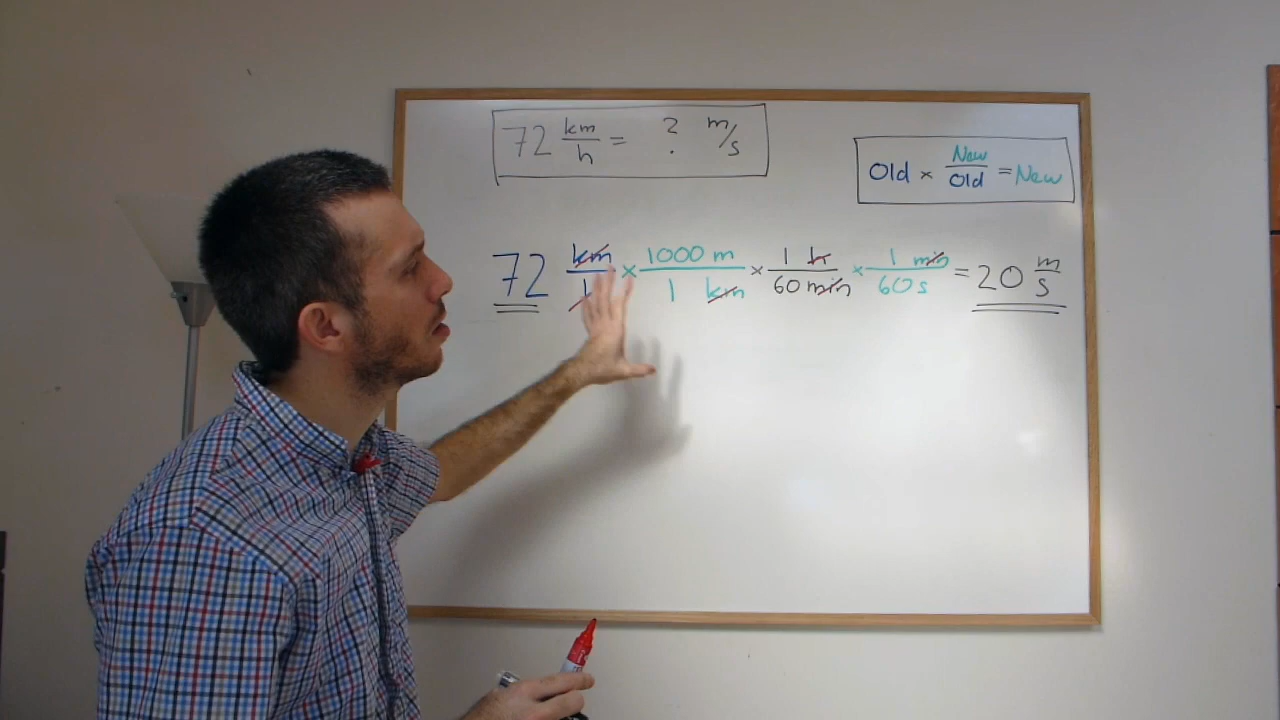 72 km/h = ? m/s
Old × New/Old = New
72 km/h × 1000 m/1 km × 1 h/60 min × 1 min/60 s = 20 m/s